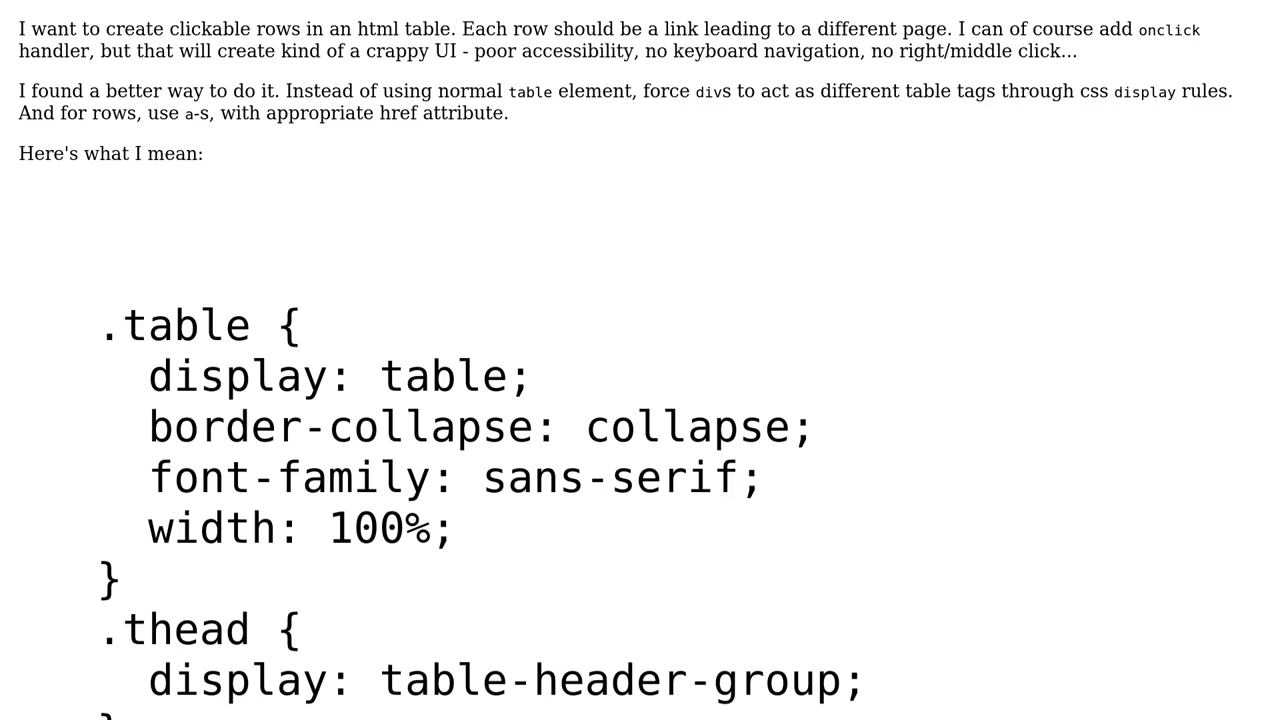 I want to create clickable rows in an html table. Each row should be a link leading to a different page. I can of course add onclick
handler, but that will create kind of a crappy UI - poor accessibility, no keyboard navigation, no right/middle click...
I found a better way to do it. Instead of using normal table element, force divs to act as different table tags through css display rules.
And for rows, use a-s, with appropriate href attribute.
Here's what I mean:
.table {
  display: table;
  border-collapse: collapse;
  font-family: sans-serif;
  width: 100%;
}
.thead {
  display: table-header-group;
}